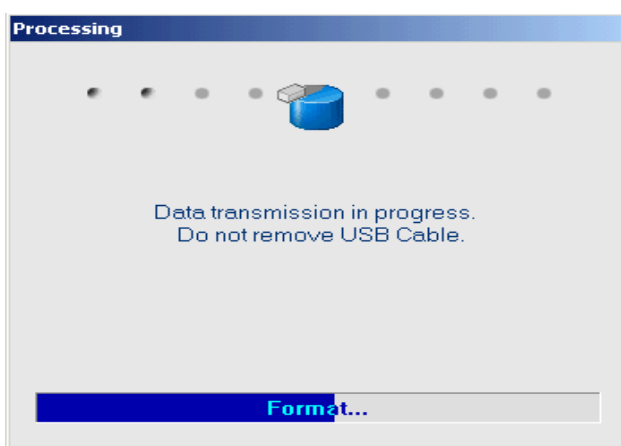 Processing
Data transmission in progress.
Do not remove USB Cable.
Format...